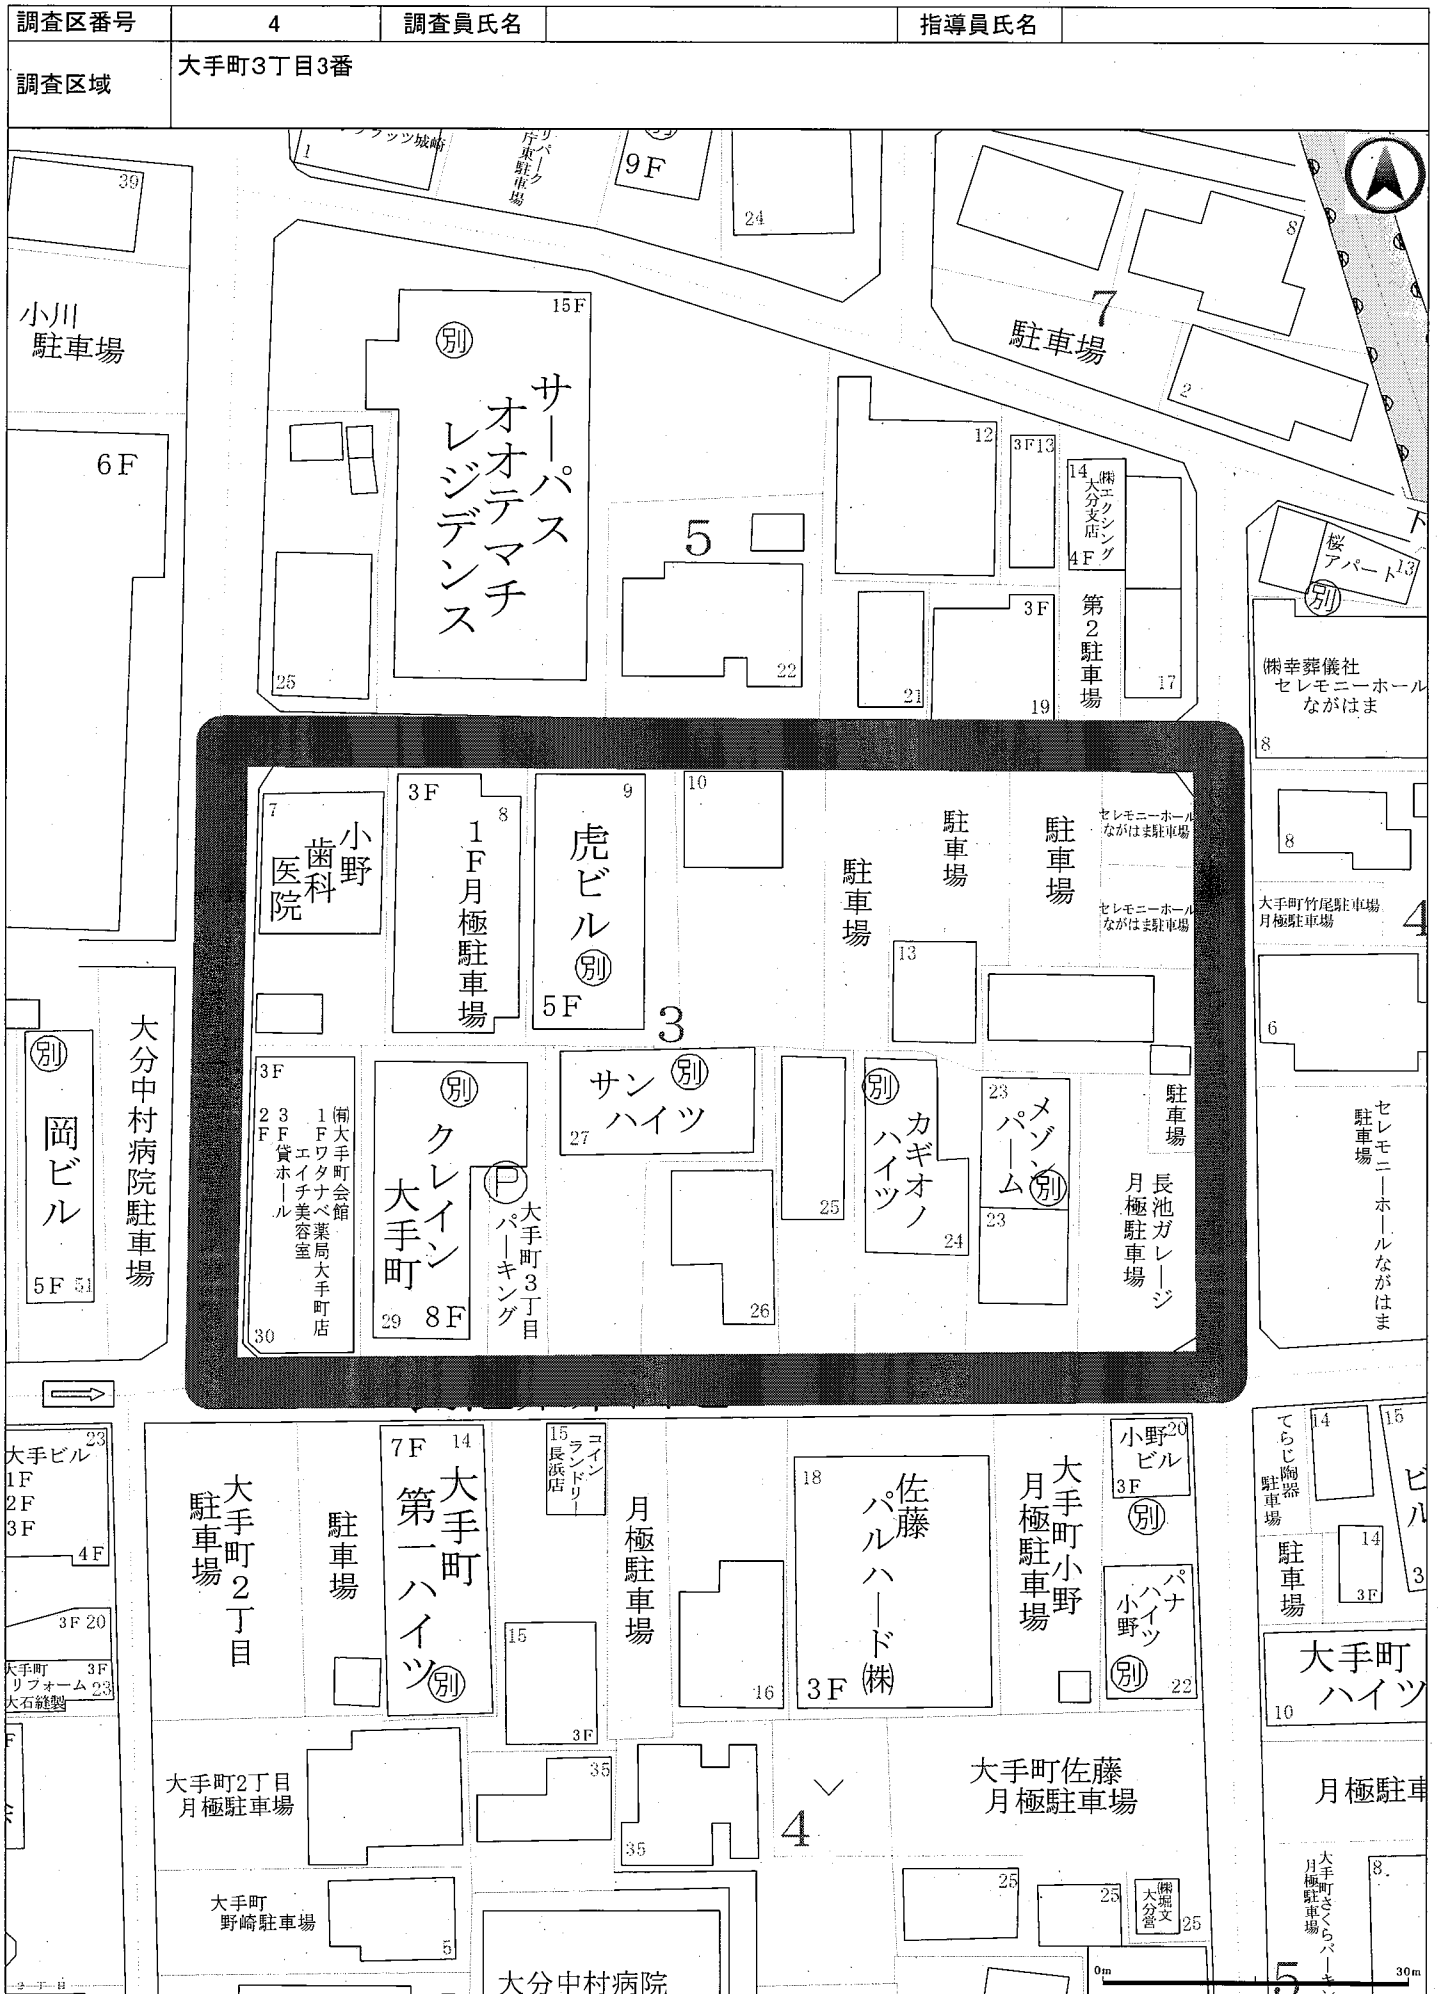 調査区番号 4 調査員氏名 指導員氏名
調査区域 大手町3丁目3番
1
9F
24
39
小川
駐車場
6F
15F
別
サーパス
オオテマチ
レジデンス
25
5
22
12
3F13
14
㈱エクシング
大分支店
4F
21
3F
19
第2駐車場
17
7
駐車場
8
2
下
桜
アパート
13
別
㈱幸葬儀社
セレモニーホール
ながはま
8
7
小野
歯科
医院
3F
8
1F月極駐車場
9
虎ビル
別
5F
10
駐車場
駐車場
駐車場
セレモニーホール
ながはま駐車場
セレモニーホール
ながはま駐車場
13
3
8
大手町竹尾駐車場
月極駐車場
4
6
セレモニーホールながはま
駐車場
別
岡ビル
5F 51
大分中村病院駐車場
3F
㈲大手町会館
1Fワタナベ薬局大手町店
エイチ美容室
3F貸ホール
2F
30
別
クレイン
大手町
29 8F
P
大手町3丁目
パーキング
サン
ハイツ
別
27
26
25
別
カギオノ
ハイツ
24
23
メゾン
パーム
別
23
駐車場
長池ガレージ
月極駐車場
23
大手ビル
1F
2F
3F
4F
3F 20
大手町 3F
リフォーム 23
大石縫製
大手町2丁目
駐車場
駐車場
7F 14
大手町
第一ハイツ
別
15
コイン
ランドリー
長浜店
15
3F
月極駐車場
16
18
佐藤
パルハード㈱
3F
大手町小野
月極駐車場
小野 20
ビル
3F
別
パナ
ハイツ
小野
別
22
てらじ陶器
駐車場
14
15
ビル
3
駐車場
14
3F
大手町
ハイツ
10
大手町2丁目
月極駐車場
35
35
4
大手町佐藤
月極駐車場
月極駐車
大手町
野崎駐車場
5
大分中村病院
25
25
25
大手町さくらパーキ
月極駐車場
8
5
0m 30m